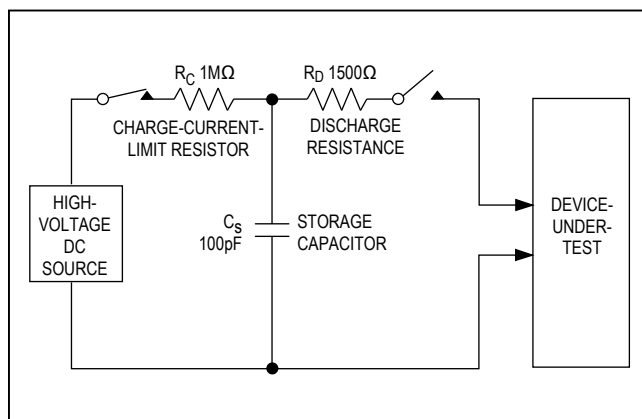 R_C 1MΩ
CHARGE-CURRENT-
LIMIT RESISTOR
R_D 1500Ω
DISCHARGE
RESISTANCE
HIGH-
VOLTAGE
DC
SOURCE
C_s
100pF
STORAGE
CAPACITOR
DEVICE-
UNDER-
TEST